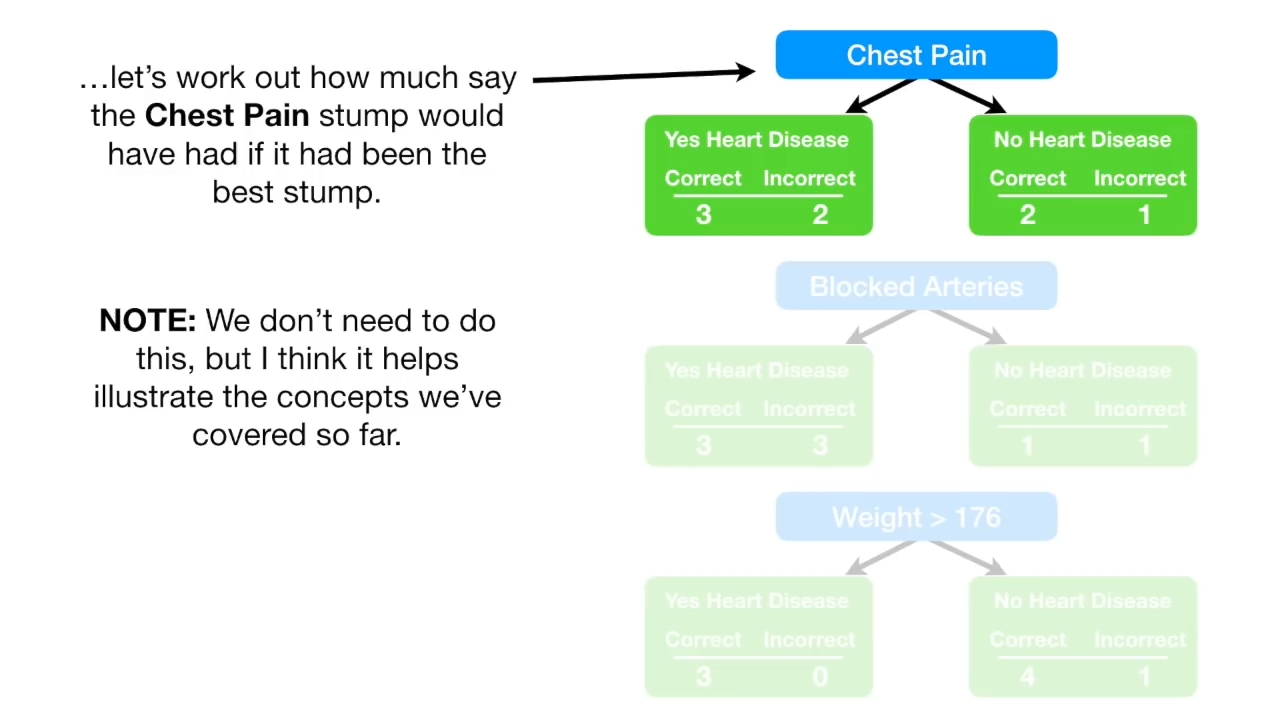 …let's work out how much say
the Chest Pain stump would
have had if it had been the
best stump.
NOTE: We don't need to do
this, but I think it helps
illustrate the concepts we've
covered so far.
Chest Pain
Yes Heart Disease
Correct Incorrect
3 2
No Heart Disease
Correct Incorrect
2 1
Blocked Arteries
Yes Heart Disease
Correct Incorrect
3 3
No Heart Disease
Correct Incorrect
1 1
Weight > 176
Yes Heart Disease
Correct Incorrect
3 0
No Heart Disease
Correct Incorrect
4 1